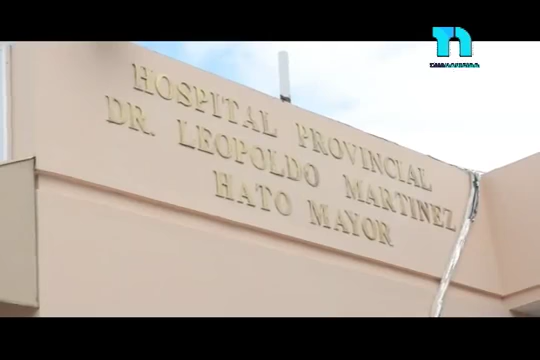 HOSPITAL PROVINCIAL
DR. LEOPOLDO MARTINEZ
HATO MAYOR